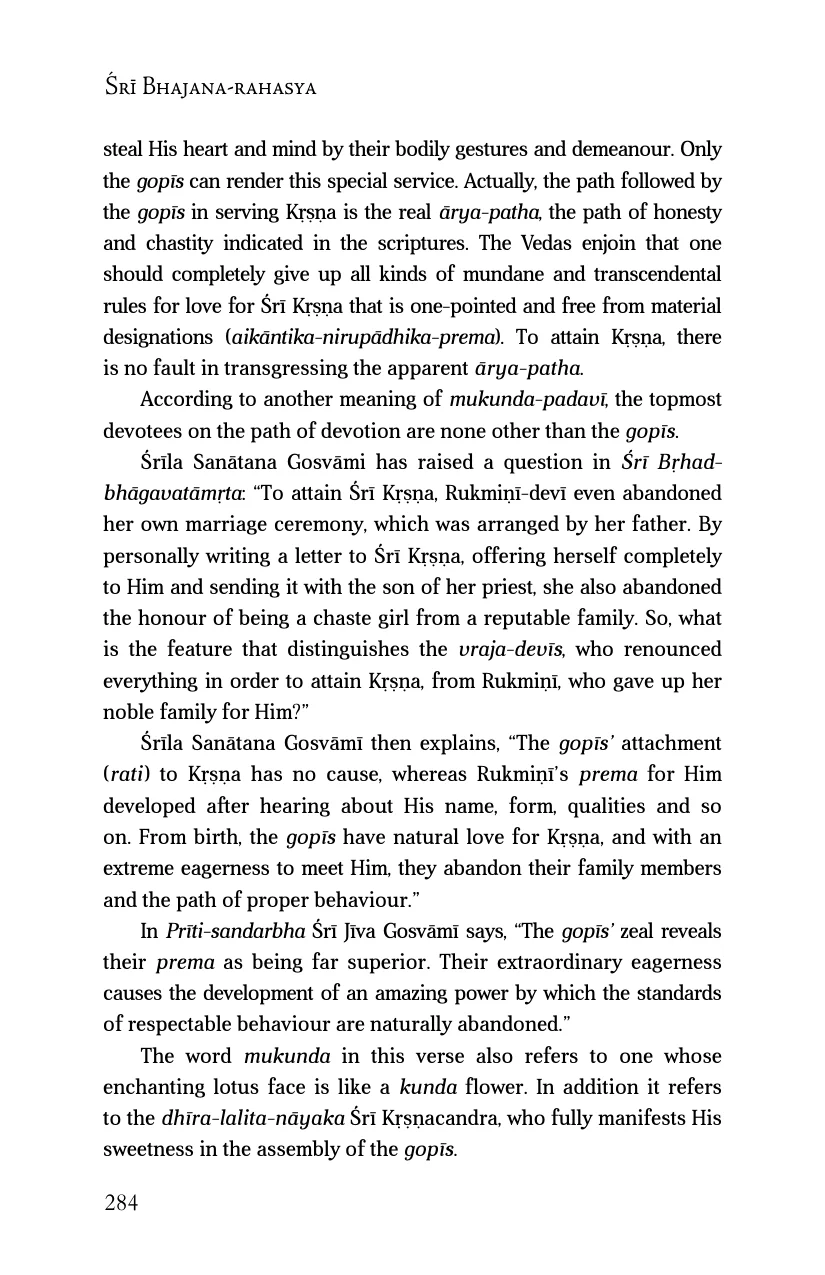 Śrī Bhajana-rahasya
steal His heart and mind by their bodily gestures and demeanour. Only
the gopīs can render this special service. Actually, the path followed by
the gopīs in serving Kṛṣṇa is the real ārya-patha, the path of honesty
and chastity indicated in the scriptures. The Vedas enjoin that one
should completely give up all kinds of mundane and transcendental
rules for love for Śrī Kṛṣṇa that is one-pointed and free from material
designations (aikāntika-nirupādhika-prema). To attain Kṛṣṇa, there
is no fault in transgressing the apparent ārya-patha.
According to another meaning of mukunda-padavī, the topmost
devotees on the path of devotion are none other than the gopīs.
Śrīla Sanātana Gosvāmi has raised a question in Śrī Bṛhad-
bhāgavatāmṛta: “To attain Śrī Kṛṣṇa, Rukmiṇī-devī even abandoned
her own marriage ceremony, which was arranged by her father. By
personally writing a letter to Śrī Kṛṣṇa, offering herself completely
to Him and sending it with the son of her priest, she also abandoned
the honour of being a chaste girl from a reputable family. So, what
is the feature that distinguishes the vraja-devīs, who renounced
everything in order to attain Kṛṣṇa, from Rukmiṇī, who gave up her
noble family for Him?”
Śrīla Sanātana Gosvāmī then explains, “The gopīs’ attachment
(rati) to Kṛṣṇa has no cause, whereas Rukmiṇī’s prema for Him
developed after hearing about His name, form, qualities and so
on. From birth, the gopīs have natural love for Kṛṣṇa, and with an
extreme eagerness to meet Him, they abandon their family members
and the path of proper behaviour.”
In Prīti-sandarbha Śrī Jīva Gosvāmī says, “The gopīs’ zeal reveals
their prema as being far superior. Their extraordinary eagerness
causes the development of an amazing power by which the standards
of respectable behaviour are naturally abandoned.”
The word mukunda in this verse also refers to one whose
enchanting lotus face is like a kunda flower. In addition it refers
to the dhīra-lalita-nāyaka Śrī Kṛṣṇacandra, who fully manifests His
sweetness in the assembly of the gopīs.
284